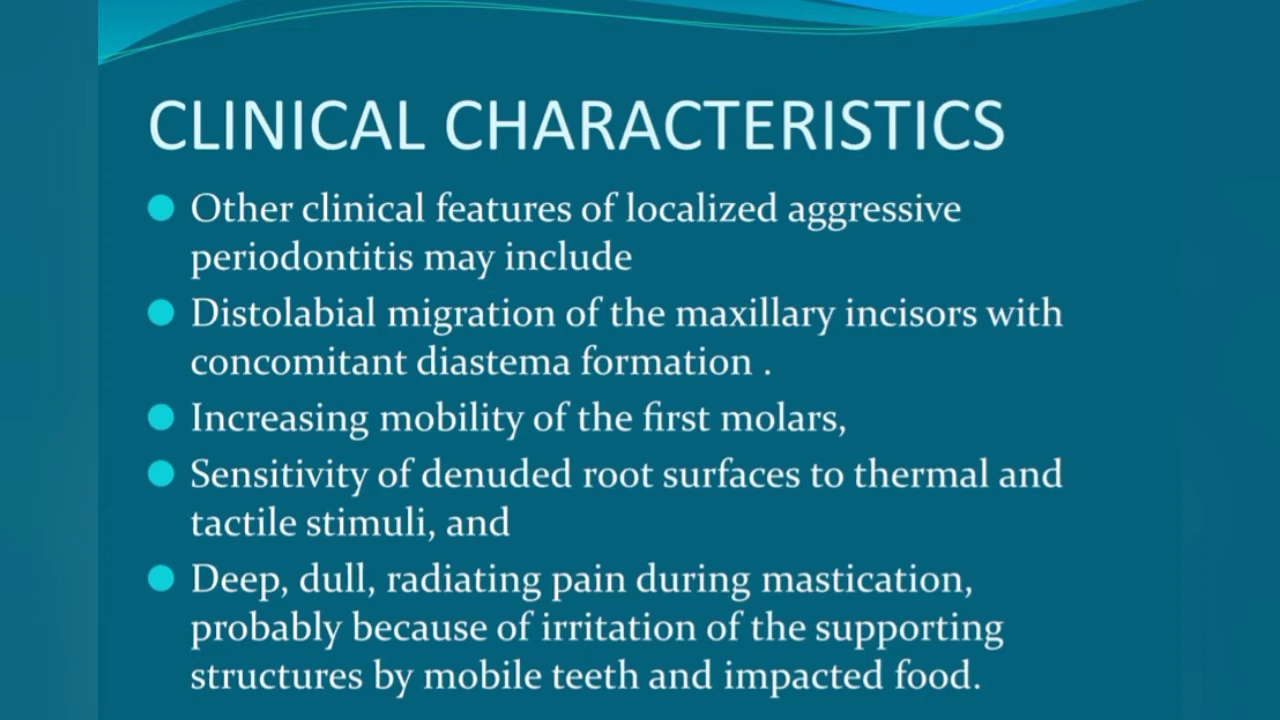 CLINICAL CHARACTERISTICS
Other clinical features of localized aggressive
periodontitis may include
Distolabial migration of the maxillary incisors with
concomitant diastema formation .
Increasing mobility of the first molars,
Sensitivity of denuded root surfaces to thermal and
tactile stimuli, and
Deep, dull, radiating pain during mastication,
probably because of irritation of the supporting
structures by mobile teeth and impacted food.